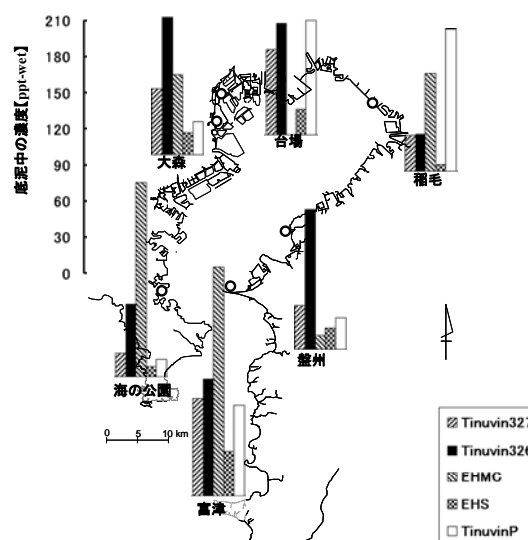 底泥中の濃度[ppt-wet]
210
180
150
120
90
60
30
0
大森
台場
稲毛
盤州
海の公園
富津
0 5 10 km
Tinuvin327
Tinuvin326
EHMC
EHS
TinuvinP